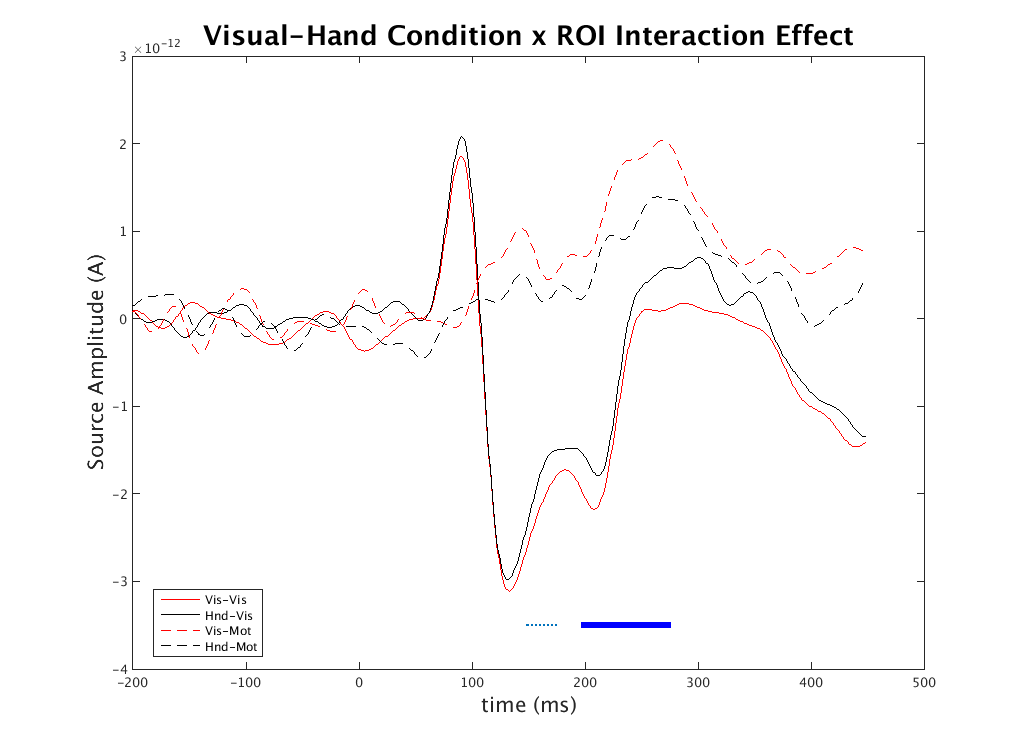 Visual-Hand Condition x ROI Interaction Effect
×10^-12
3
2
1
0
-1
-2
-3
-4
Source Amplitude (A)
Vis-Vis
Hnd-Vis
Vis-Mot
Hnd-Mot
-200 -100 0 100 200 300 400 500
time (ms)